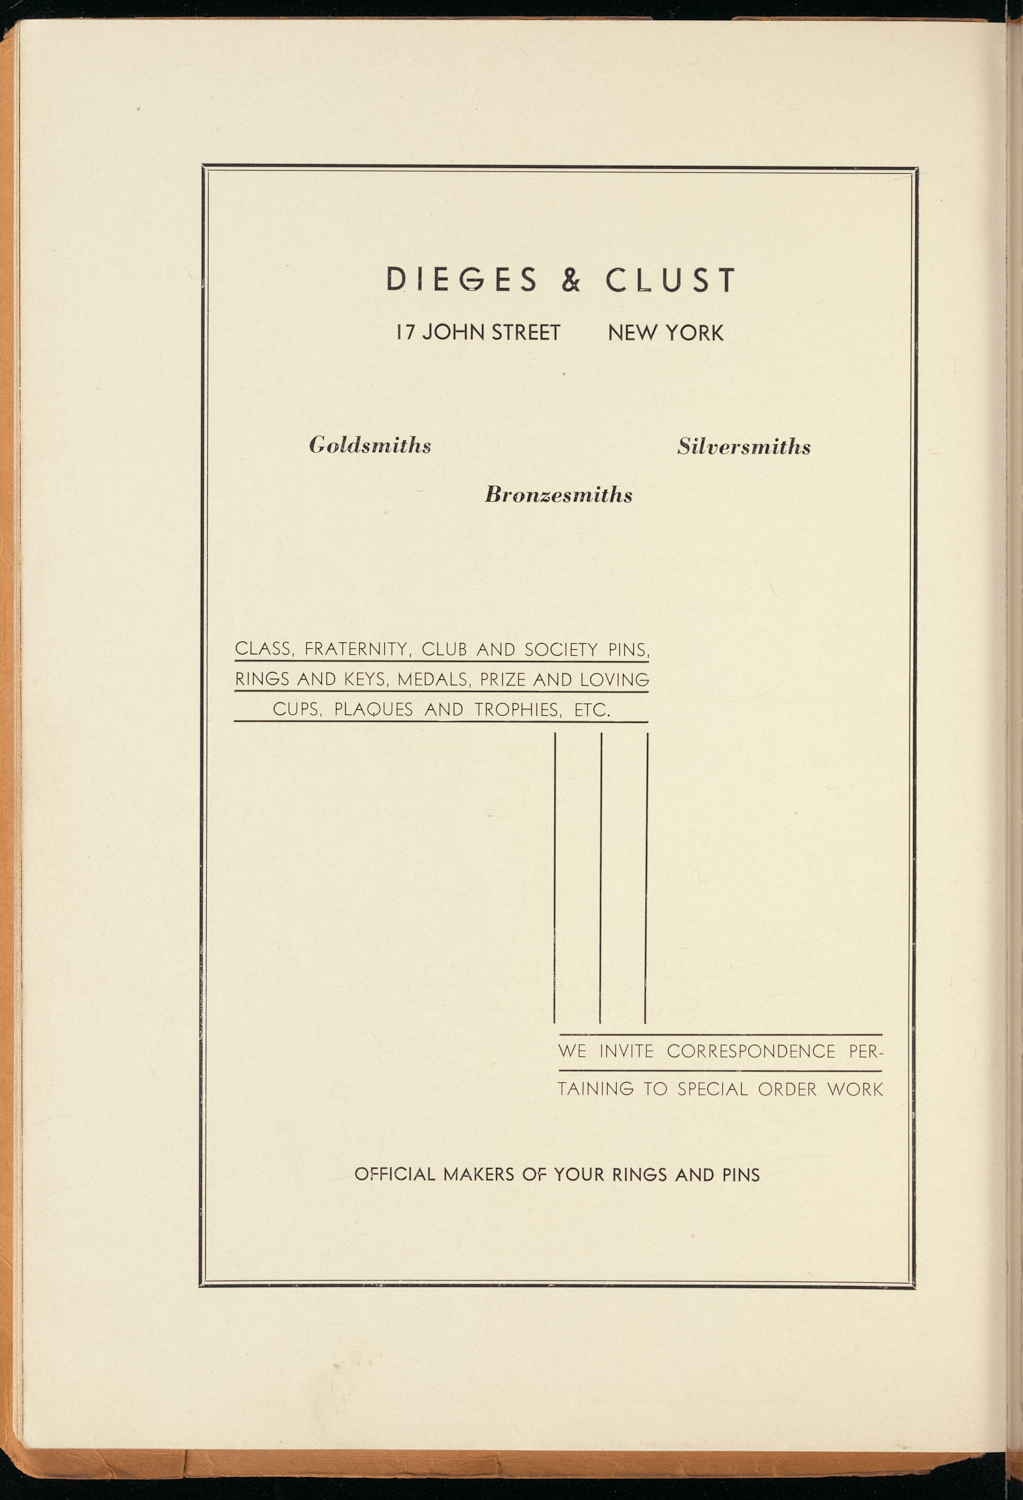 DIEGES & CLUST
17 JOHN STREET NEW YORK
Goldsmiths Silversmiths
Bronzesmiths
CLASS, FRATERNITY, CLUB AND SOCIETY PINS,
RINGS AND KEYS, MEDALS, PRIZE AND LOVING
CUPS, PLAQUES AND TROPHIES, ETC.
WE INVITE CORRESPONDENCE PER-
TAINING TO SPECIAL ORDER WORK
OFFICIAL MAKERS OF YOUR RINGS AND PINS